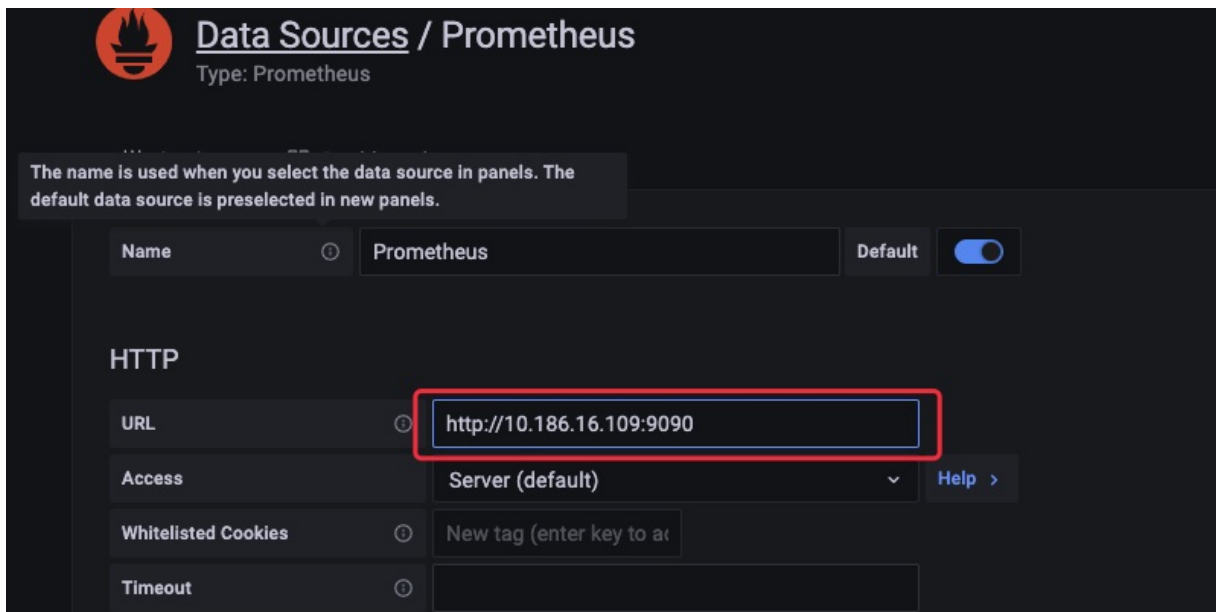 Data Sources / Prometheus
Type: Prometheus
The name is used when you select the data source in panels. The
default data source is preselected in new panels.
Name
Prometheus
Default
HTTP
URL
http://10.186.16.109:9090
Access
Server (default)
Help >
Whitelisted Cookies
New tag (enter key to a
Timeout